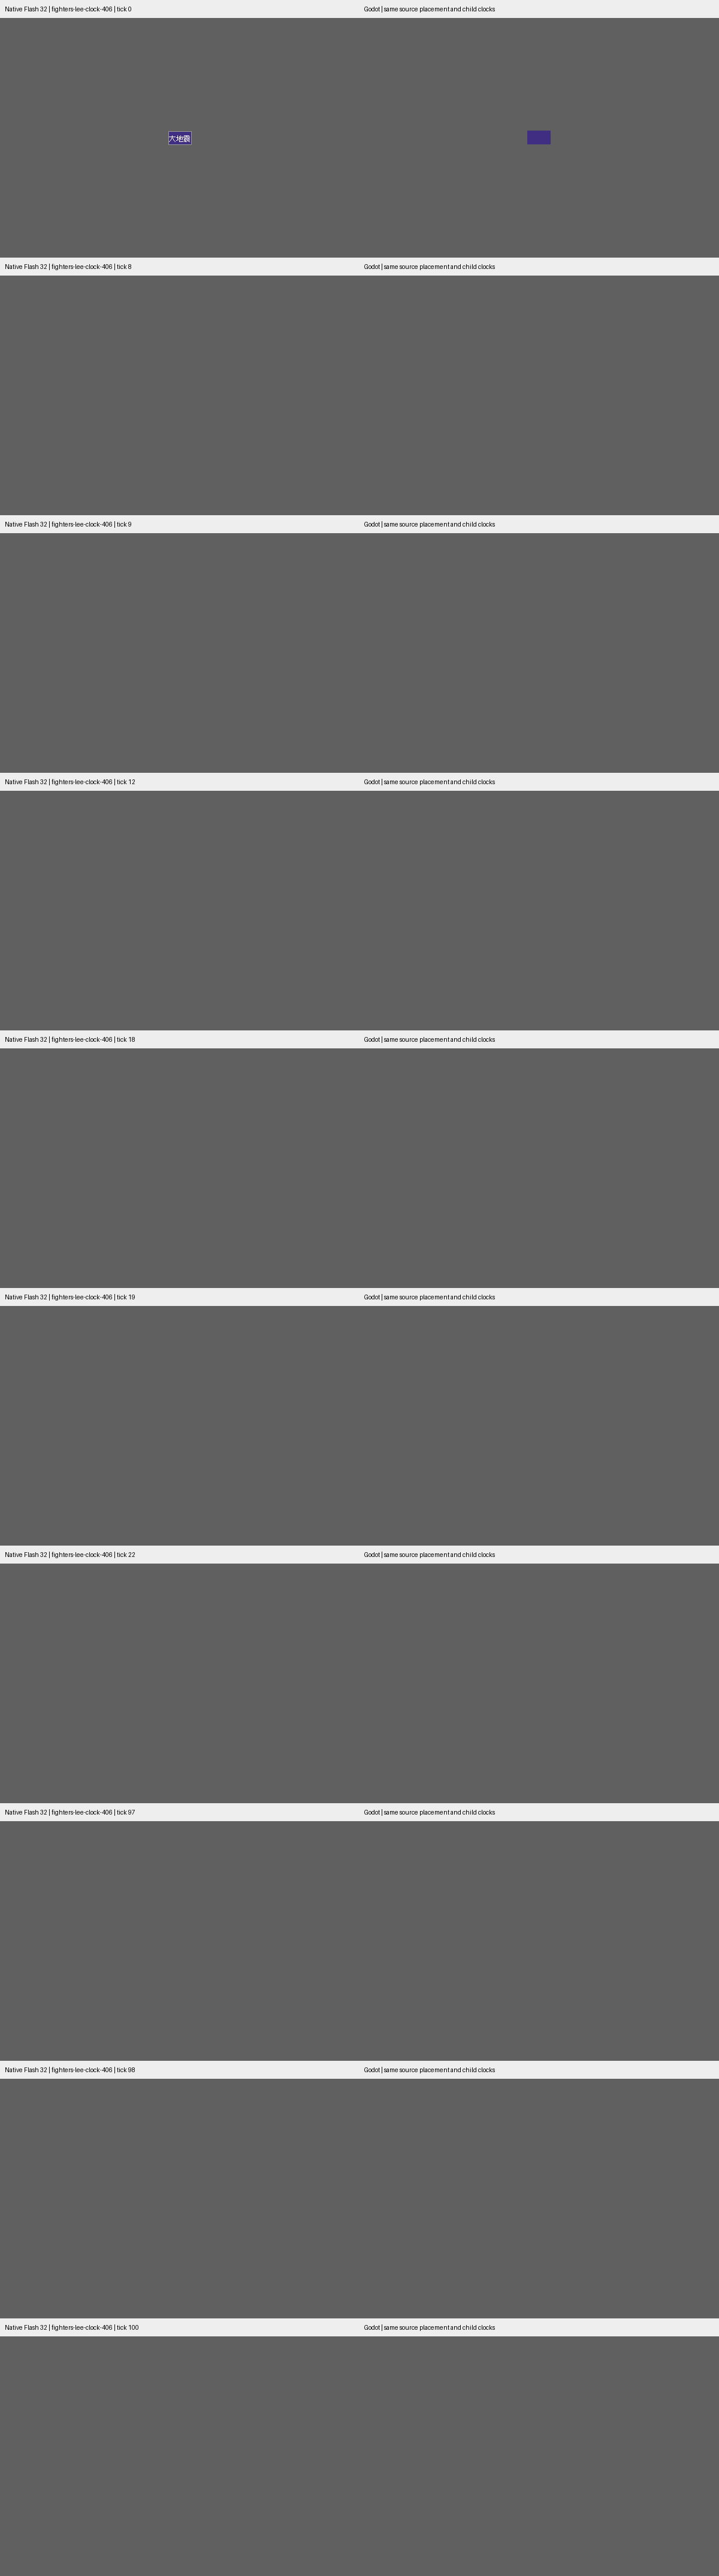 Native Flash 32 | fighters-lee-clock-406 | tick 0
Godot | same source placement and child clocks
大地震
Native Flash 32 | fighters-lee-clock-406 | tick 8
Godot | same source placement and child clocks
Native Flash 32 | fighters-lee-clock-406 | tick 9
Godot | same source placement and child clocks
Native Flash 32 | fighters-lee-clock-406 | tick 12
Godot | same source placement and child clocks
Native Flash 32 | fighters-lee-clock-406 | tick 18
Godot | same source placement and child clocks
Native Flash 32 | fighters-lee-clock-406 | tick 19
Godot | same source placement and child clocks
Native Flash 32 | fighters-lee-clock-406 | tick 22
Godot | same source placement and child clocks
Native Flash 32 | fighters-lee-clock-406 | tick 97
Godot | same source placement and child clocks
Native Flash 32 | fighters-lee-clock-406 | tick 98
Godot | same source placement and child clocks
Native Flash 32 | fighters-lee-clock-406 | tick 100
Godot | same source placement and child clocks